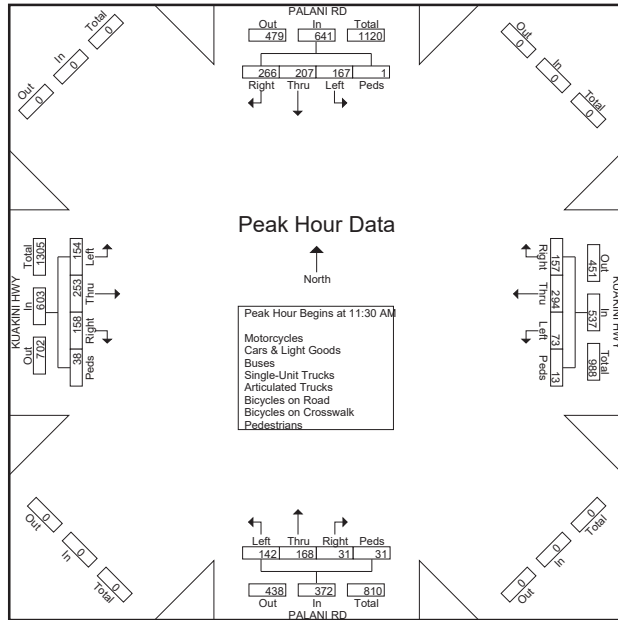 PALANI RD
Out In Total
479 641 1120
266 207 167 1
Right Thru Left Peds
Total
0
In
0
Out
0
Out
0
In
0
Total
0
KUAKINI HWY
Total In Out
1305 603 702
154 253 158 38
Left Thru Right Peds
Peak Hour Data
North
Peak Hour Begins at 11:30 AM
Motorcycles
Cars & Light Goods
Buses
Single-Unit Trucks
Articulated Trucks
Bicycles on Road
Bicycles on Crosswalk
Pedestrians
Right Thru Left Peds
157 294 73 13
Out In Total
451 537 988
KUAKINI HWY
0
Out
0
In
0
Total
0
Total
0
In
0
Out
Left Thru Right Peds
142 168 31 31
438 372 810
Out In Total
PALANI RD